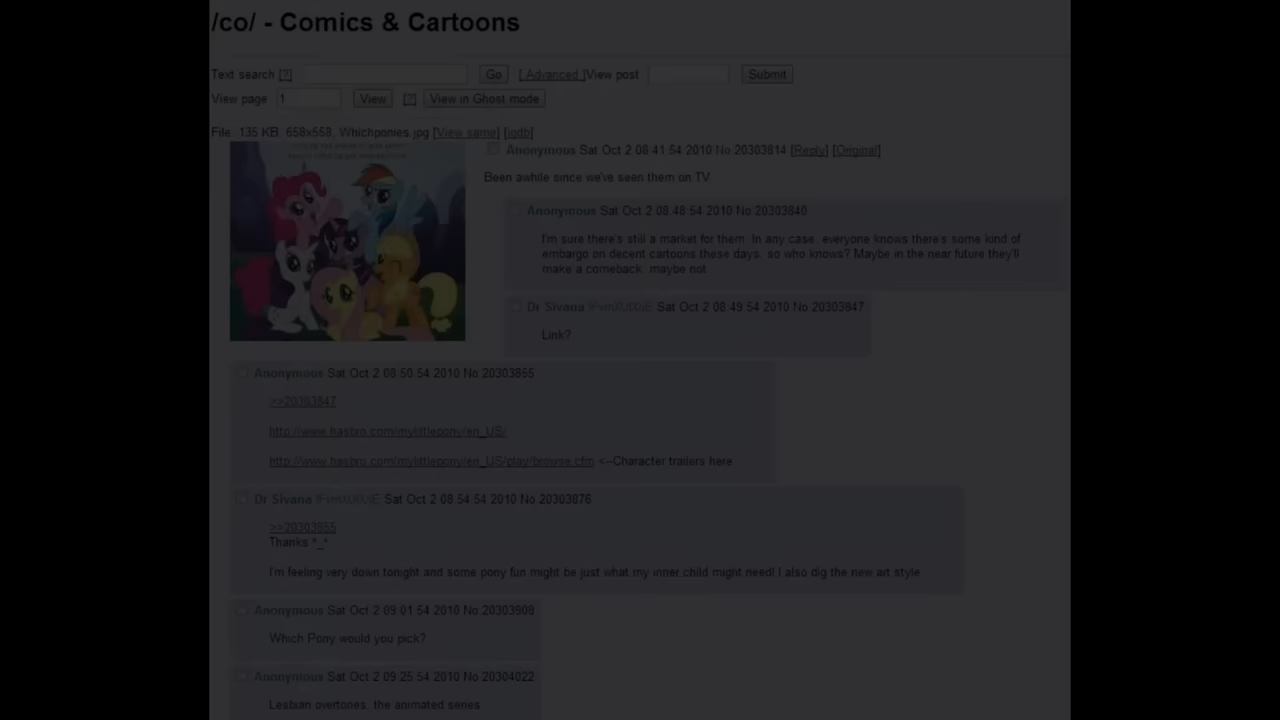 /co/ - Comics & Cartoons
Text search [?] Go [ Advanced ]View post Submit
View page 1 View [?] View in Ghost mode
File: 135 KB, 658x558, Whichponies.jpg [View same] [iqdb]
Anonymous Sat Oct 2 08:41:54 2010 No.20303814 [Reply] [Original]
Been awhile since we've seen them on TV.
Anonymous Sat Oct 2 08:48:54 2010 No.20303840
I'm sure there's still a market for them. In any case, everyone knows there's some kind of
embargo on decent cartoons these days, so who knows? Maybe in the near future they'll
make a comeback, maybe not.
Dr Sivana Sat Oct 2 08:49:54 2010 No.20303847
Link?
Anonymous Sat Oct 2 08:50:54 2010 No.20303855
>>20303847
http://www.hasbro.com/mylittlepony/en_US/
http://www.hasbro.com/mylittlepony/en_US/play/browse.cfm <--Character trailers here
Dr Sivana Sat Oct 2 08:54:54 2010 No.20303876
>>20303855
Thanks ^_^
I'm feeling very down tonight and some pony fun might be just what my inner child might need! I also dig the new art style.
Anonymous Sat Oct 2 09:01:54 2010 No.20303908
Which Pony would you pick?
Anonymous Sat Oct 2 09:25:54 2010 No.20304022
Lesbian overtones, the animated series